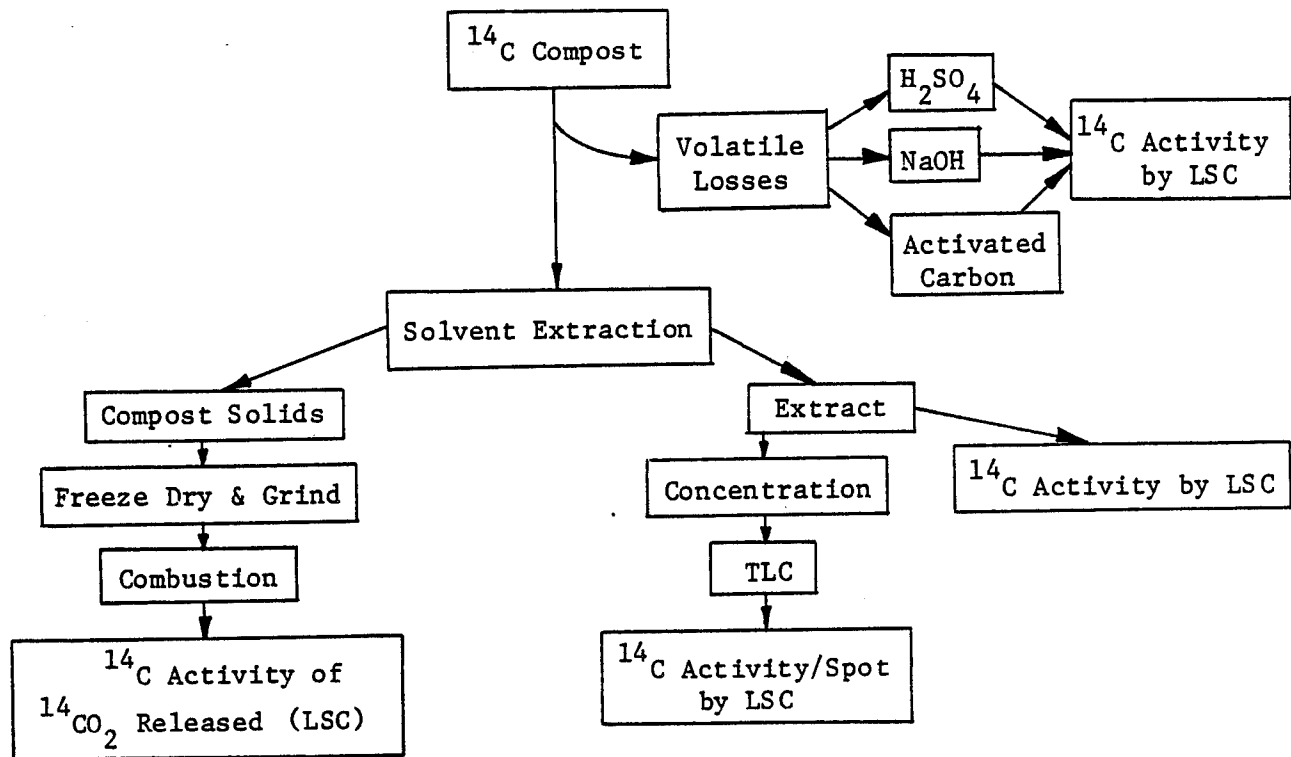 14C Compost
H2SO4
Volatile
Losses
NaOH
14C Activity
by LSC
Activated
Carbon
Solvent Extraction
Compost Solids
Extract
Freeze Dry & Grind
Concentration
14C Activity by LSC
Combustion
TLC
14C Activity of
14CO2 Released (LSC)
14C Activity/Spot
by LSC